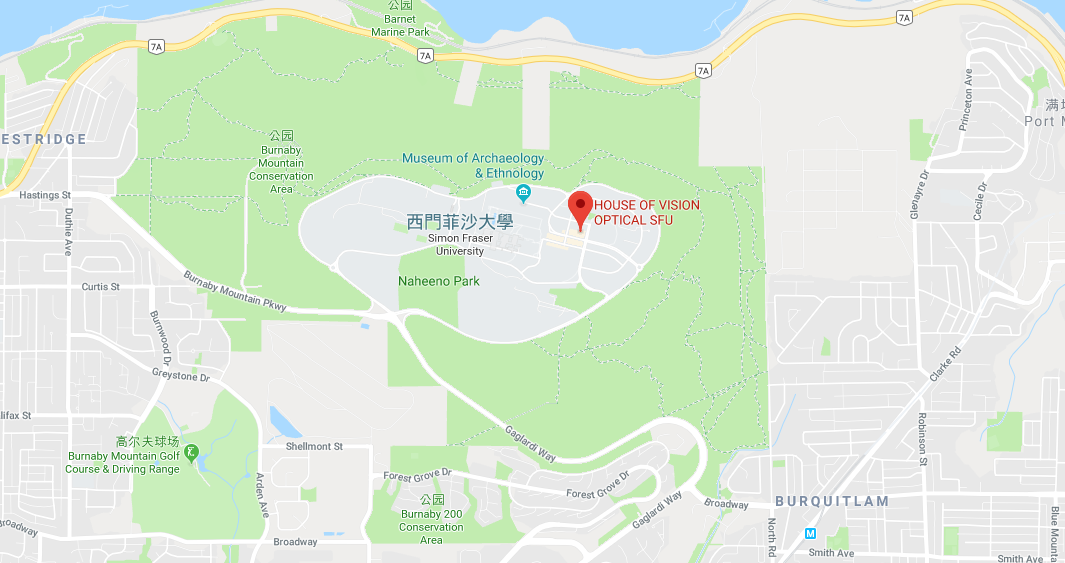 公园
Barnet
Marine Park
7A
7A
7A
7A
Princeton Ave
Port
ESTRIDGE
公园
Burnaby
Mountain
Conservation
Area
Museum of Archaeology
& Ethnology
Hastings St
Duthie Ave
HOUSE OF VISION
OPTICAL SFU
西門菲沙大學
Simon Fraser
University
Glenayre Dr
Cecile Dr
Naheeno Park
Burnaby Mountain Pkwy
Curtis St
Burnwood Dr
Greystone Dr
Clarke Rd
alifax St
高尔夫球场
Burnaby Mountain Golf
Course & Driving Range
Shellmont St
Gaglardi Way
Robinson St
Arden Ave
Forest Grove Dr
Forest Grove Dr
公园
Burnaby 200
Conservation
Area
Gaglardi Way
Broadway
BURQUITLAM
Broadway
Broadway
North Rd
M
Smith Ave
Smith Ave
Blue Mounta